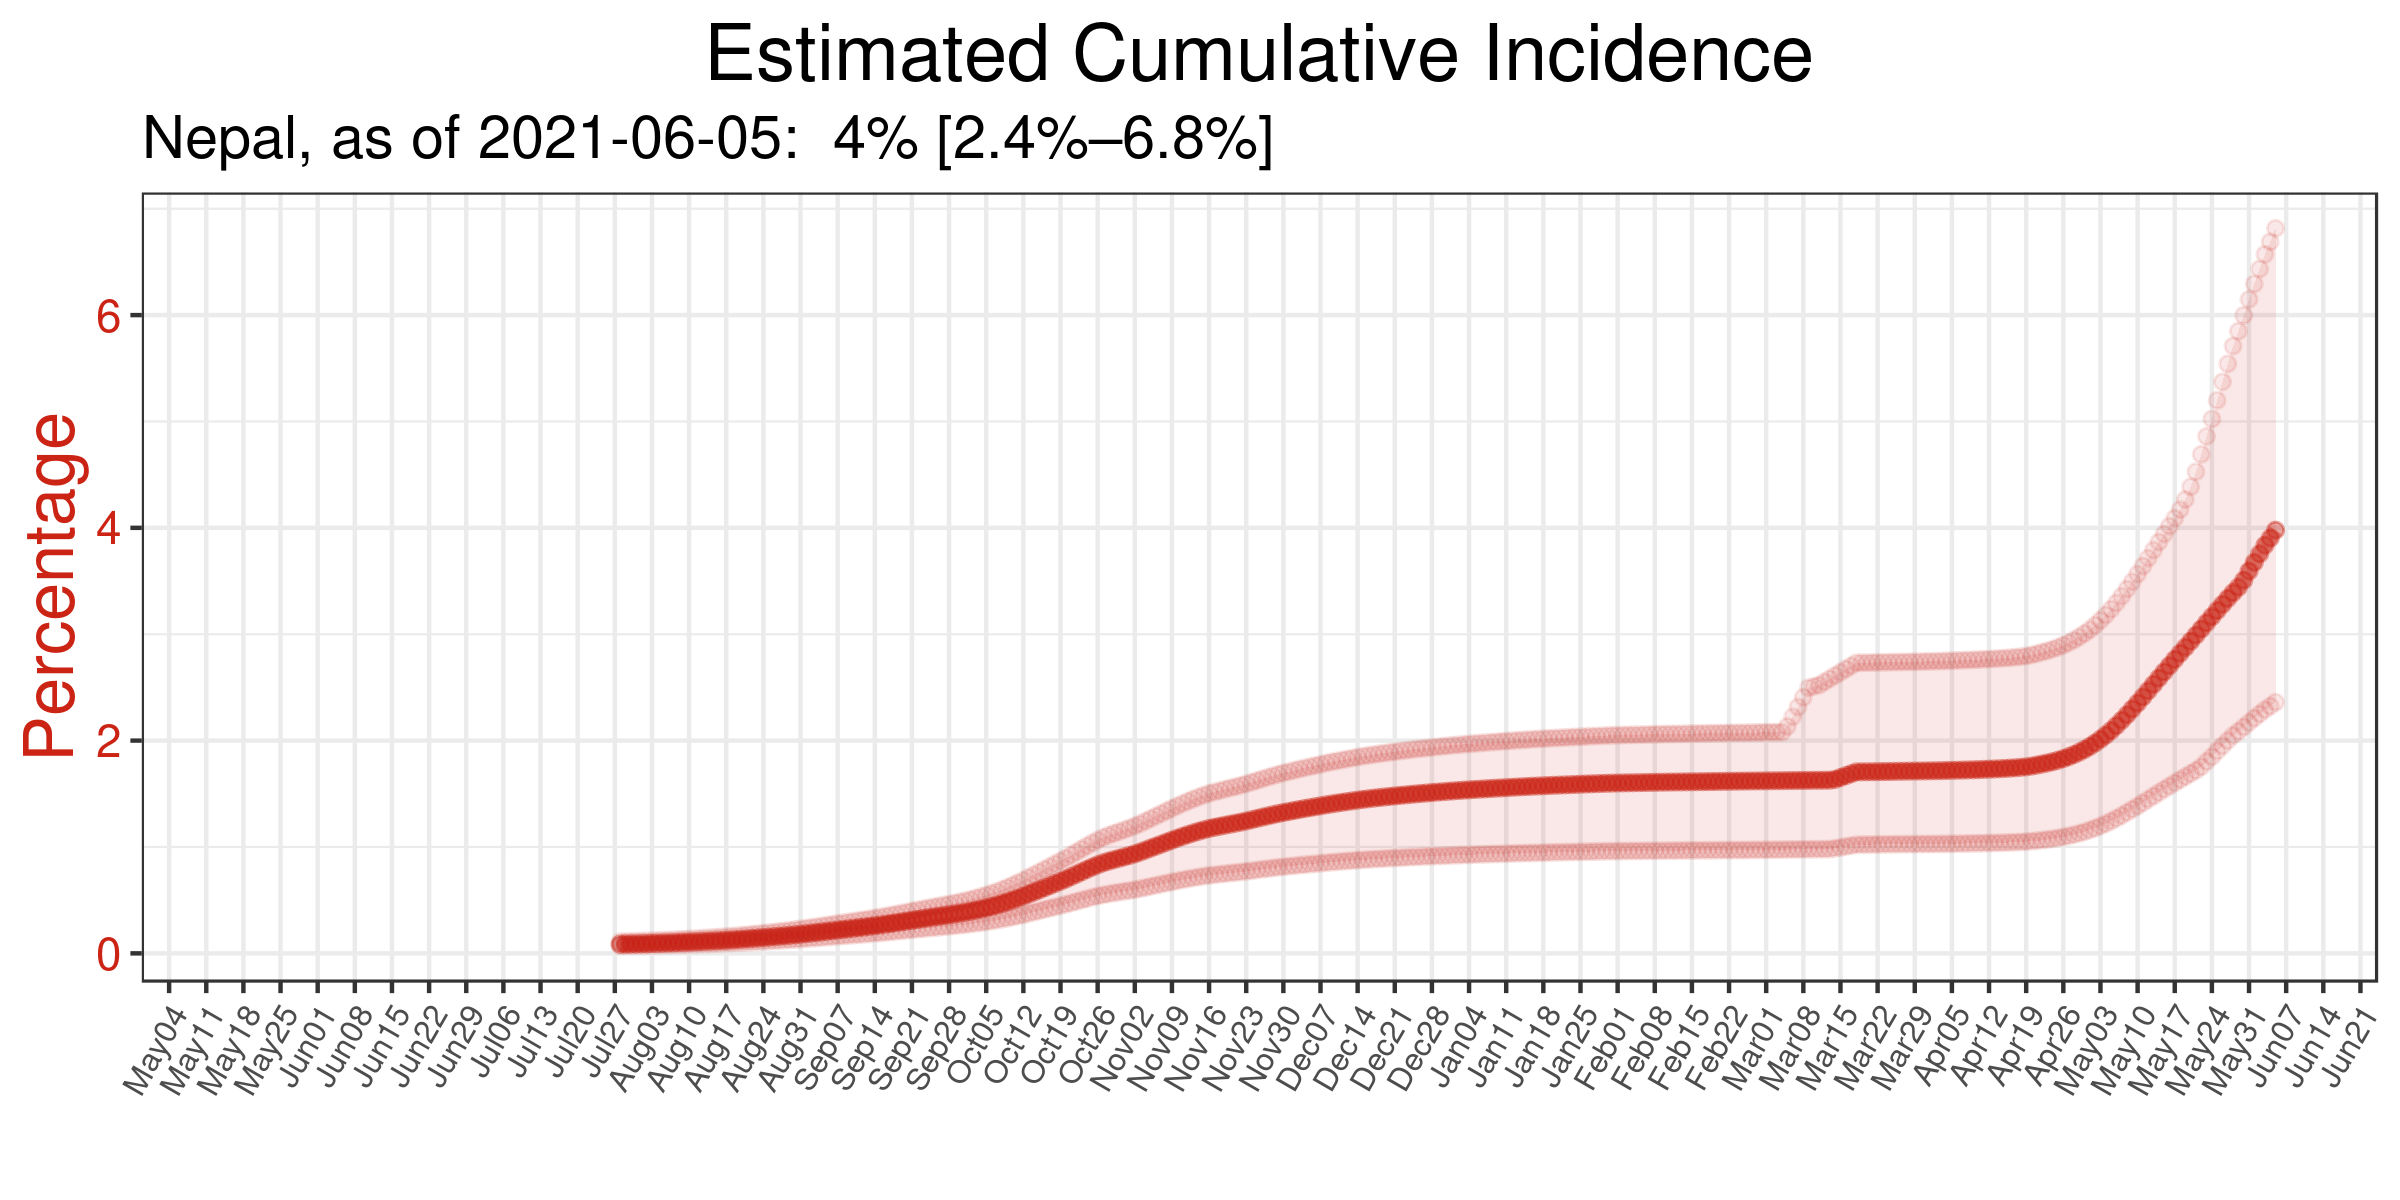 Estimated Cumulative Incidence
Nepal, as of 2021-06-05:  4% [2.4%–6.8%]
Percentage
6
4
2
0
May04
May11
May18
May25
Jun01
Jun08
Jun15
Jun22
Jun29
Jul06
Jul13
Jul20
Jul27
Aug03
Aug10
Aug17
Aug24
Aug31
Sep07
Sep14
Sep21
Sep28
Oct05
Oct12
Oct19
Oct26
Nov02
Nov09
Nov16
Nov23
Nov30
Dec07
Dec14
Dec21
Dec28
Jan04
Jan11
Jan18
Jan25
Feb01
Feb08
Feb15
Feb22
Mar01
Mar08
Mar15
Mar22
Mar29
Apr05
Apr12
Apr19
Apr26
May03
May10
May17
May24
May31
Jun07
Jun14
Jun21